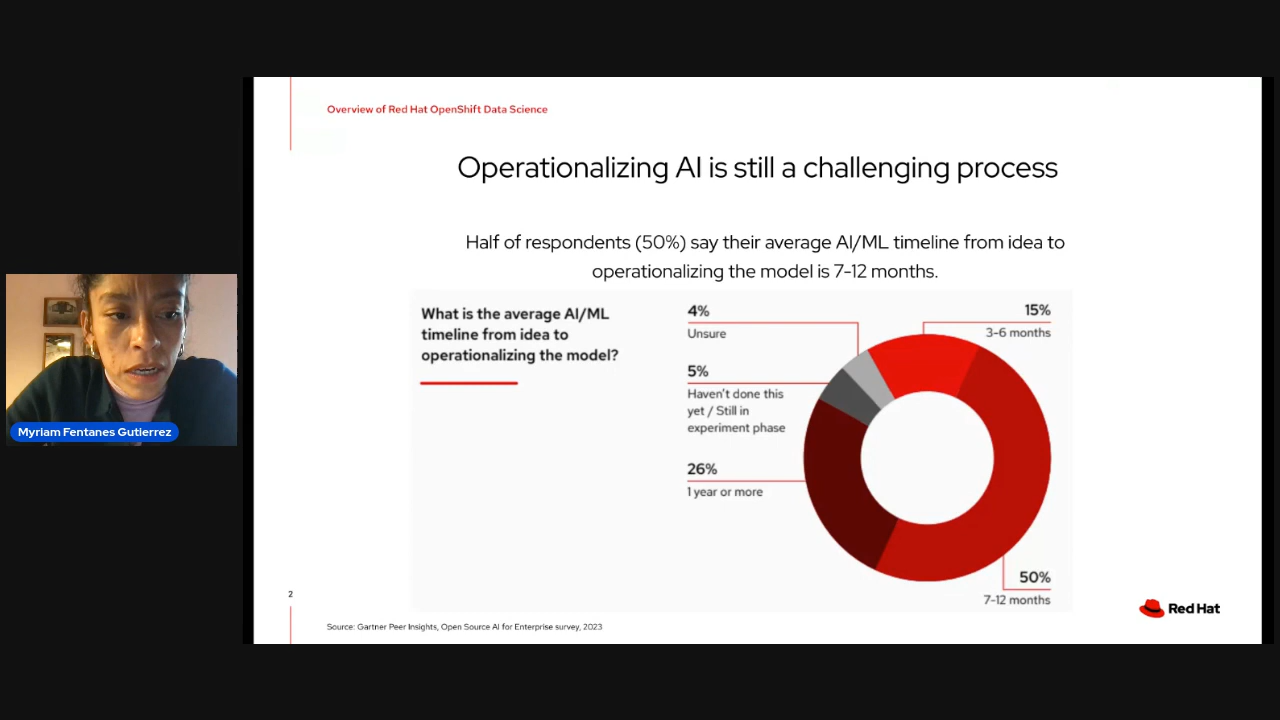 Overview of Red Hat OpenShift Data Science
Operationalizing AI is still a challenging process
Half of respondents (50%) say their average AI/ML timeline from idea to
operationalizing the model is 7-12 months.
What is the average AI/ML
timeline from idea to
operationalizing the model?
4%
Unsure
15%
3-6 months
5%
Haven't done this
yet / Still in
experiment phase
26%
1 year or more
50%
7-12 months
Myriam Fentanes Gutierrez
2
Red Hat
Source: Gartner Peer Insights, Open Source AI for Enterprise survey, 2023